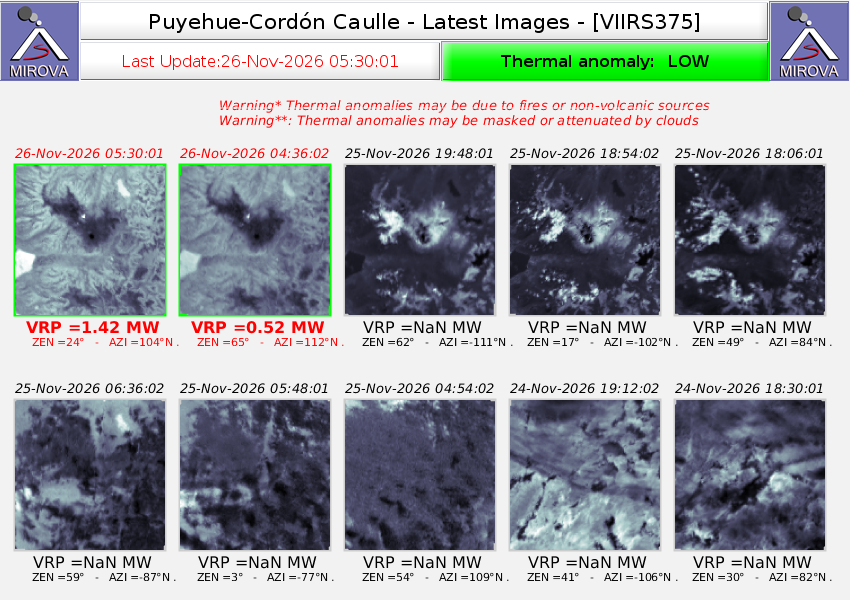 Puyehue-Cordón Caulle - Latest Images - [VIIRS375]
MIROVA
Last Update:26-Nov-2026 05:30:01
Thermal anomaly: LOW
MIROVA
Warning* Thermal anomalies may be due to fires or non-volcanic sources
Warning**: Thermal anomalies may be masked or attenuated by clouds
26-Nov-2026 05:30:01
26-Nov-2026 04:36:02
25-Nov-2026 19:48:01
25-Nov-2026 18:54:02
25-Nov-2026 18:06:01
VRP =1.42 MW
VRP =0.52 MW
VRP =NaN MW
VRP =NaN MW
VRP =NaN MW
ZEN =24° - AZI =104°N .
ZEN =65° - AZI =112°N .
ZEN =62° - AZI =-111°N .
ZEN =17° - AZI =-102°N .
ZEN =49° - AZI =84°N .
25-Nov-2026 06:36:02
25-Nov-2026 05:48:01
25-Nov-2026 04:54:02
24-Nov-2026 19:12:02
24-Nov-2026 18:30:01
VRP =NaN MW
VRP =NaN MW
VRP =NaN MW
VRP =NaN MW
VRP =NaN MW
ZEN =59° - AZI =-87°N .
ZEN =3° - AZI =-77°N .
ZEN =54° - AZI =109°N .
ZEN =41° - AZI =-106°N .
ZEN =30° - AZI =82°N .